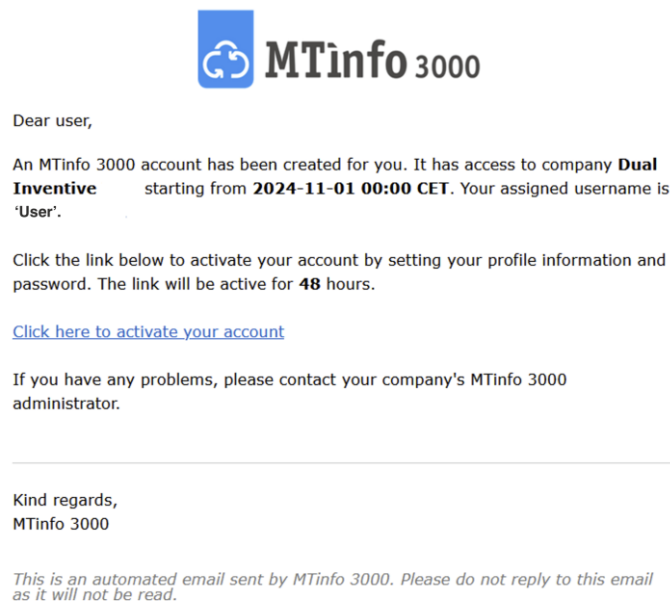 MTinfo 3000
Dear user,
An MTinfo 3000 account has been created for you. It has access to company Dual
Inventive starting from 2024-11-01 00:00 CET. Your assigned username is
‘User’.
Click the link below to activate your account by setting your profile information and
password. The link will be active for 48 hours.
Click here to activate your account
If you have any problems, please contact your company's MTinfo 3000
administrator.
Kind regards,
MTinfo 3000
This is an automated email sent by MTinfo 3000. Please do not reply to this email
as it will not be read.